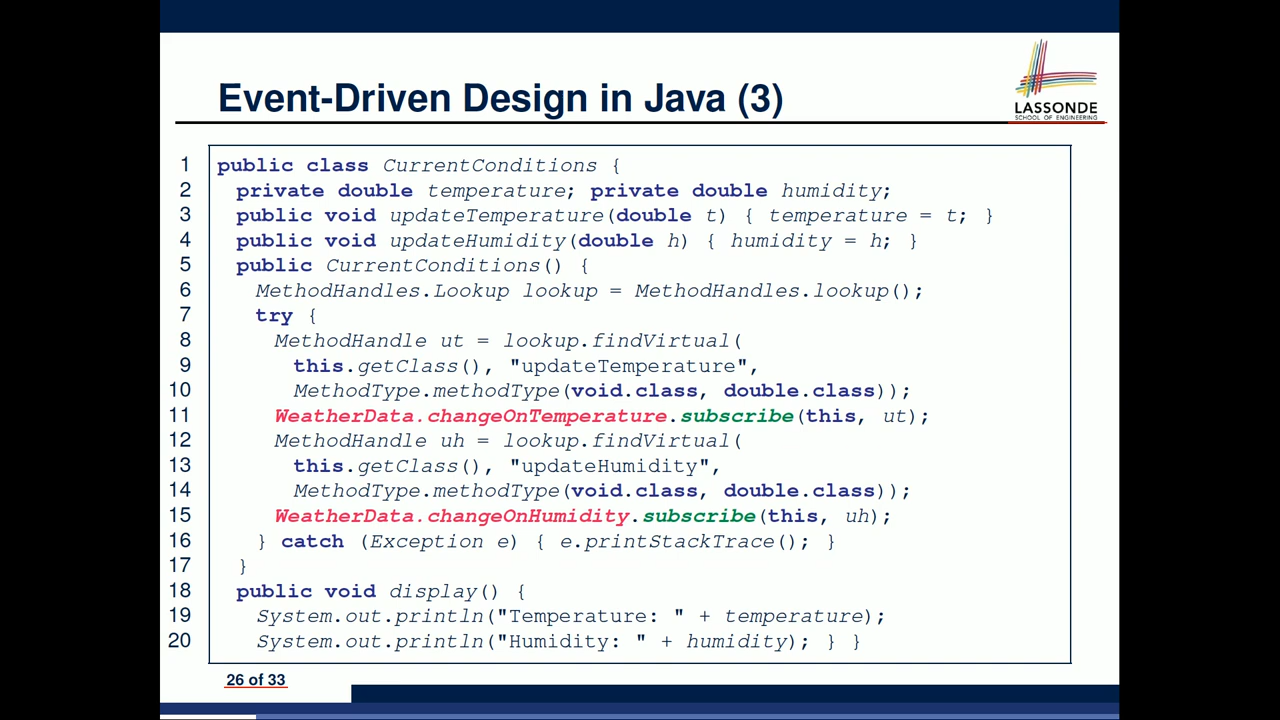 Event-Driven Design in Java (3)
LASSONDE
SCHOOL OF ENGINEERING
1 public class CurrentConditions {
2 private double temperature; private double humidity;
3 public void updateTemperature(double t) { temperature = t; }
4 public void updateHumidity(double h) { humidity = h; }
5 public CurrentConditions() {
6 MethodHandles.Lookup lookup = MethodHandles.lookup();
7 try {
8 MethodHandle ut = lookup.findVirtual(
9 this.getClass(), "updateTemperature",
10 MethodType.methodType(void.class, double.class));
11 WeatherData.changeOnTemperature.subscribe(this, ut);
12 MethodHandle uh = lookup.findVirtual(
13 this.getClass(), "updateHumidity",
14 MethodType.methodType(void.class, double.class));
15 WeatherData.changeOnHumidity.subscribe(this, uh);
16 } catch (Exception e) { e.printStackTrace(); }
17 }
18 public void display() {
19 System.out.println("Temperature: " + temperature);
20 System.out.println("Humidity: " + humidity); } }
26 of 33